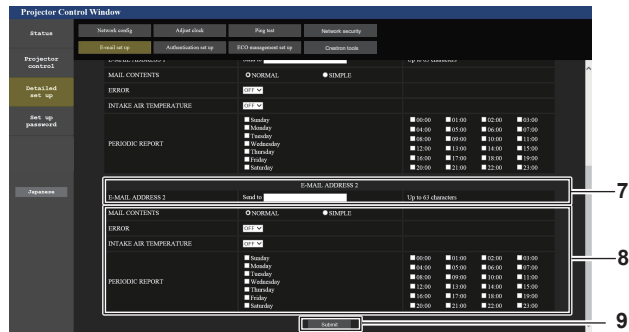 Projector Control Window
Status
Projector control
Detailed set up
Set up password
Japanese
Network config Adjust clock Ping test Network security
E-mail set up Authentication set up ECO management set up Crestron tools
E-MAIL ADDRESS 1 Send to Up to 63 characters
MAIL CONTENTS NORMAL SIMPLE
ERROR OFF
INTAKE AIR TEMPERATURE OFF
PERIODIC REPORT
Sunday 00:00 01:00 02:00 03:00
Monday 04:00 05:00 06:00 07:00
Tuesday 08:00 09:00 10:00 11:00
Wednesday 12:00 13:00 14:00 15:00
Thursday 16:00 17:00 18:00 19:00
Friday 20:00 21:00 22:00 23:00
Saturday
E-MAIL ADDRESS 2
E-MAIL ADDRESS 2 Send to Up to 63 characters
7
MAIL CONTENTS NORMAL SIMPLE
ERROR OFF
INTAKE AIR TEMPERATURE OFF
8
PERIODIC REPORT
Sunday 00:00 01:00 02:00 03:00
Monday 04:00 05:00 06:00 07:00
Tuesday 08:00 09:00 10:00 11:00
Wednesday 12:00 13:00 14:00 15:00
Thursday 16:00 17:00 18:00 19:00
Friday 20:00 21:00 22:00 23:00
Saturday
Submit
9